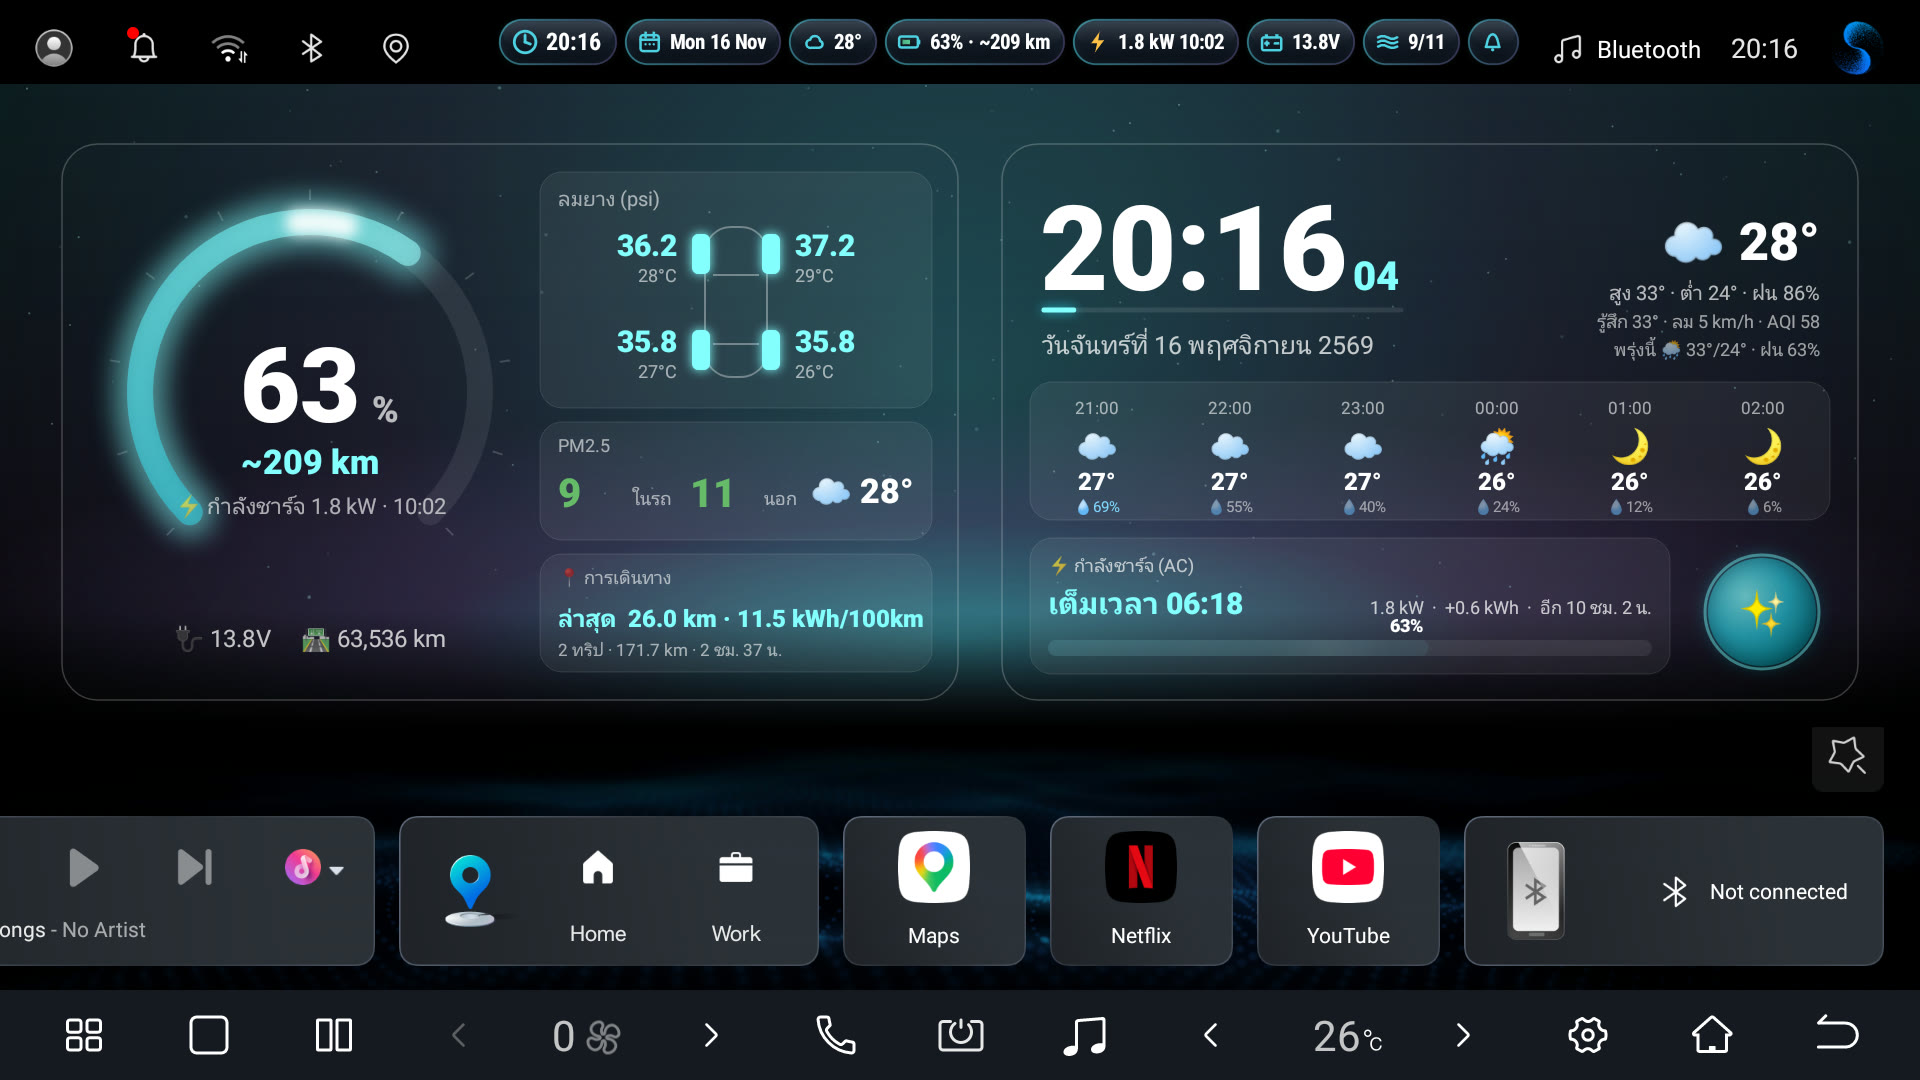 20:16
Mon 16 Nov
28°
63% · ~209 km
1.8 kW 10:02
13.8V
9/11
Bluetooth
20:16
63 %
~209 km
⚡ กำลังชาร์จ 1.8 kW · 10:02
13.8V
63,536 km
ลมยาง (psi)
36.2
37.2
28°C
29°C
35.8
35.8
27°C
26°C
PM2.5
9 ในรถ 11 นอก 28°
📍 การเดินทาง
ล่าสุด 26.0 km · 11.5 kWh/100km
2 ทริป · 171.7 km · 2 ชม. 37 น.
20:16 04
วันจันทร์ที่ 16 พฤศจิกายน 2569
28°
สูง 33° · ต่ำ 24° · ฝน 86%
รู้สึก 33° · ลม 5 km/h · AQI 58
พรุ่งนี้ 🌦 33°/24° · ฝน 63%
21:00 22:00 23:00 00:00 01:00 02:00
27° 27° 27° 26° 26° 26°
69% 55% 40% 24% 12% 6%
⚡ กำลังชาร์จ (AC)
เต็มเวลา 06:18
1.8 kW · +0.6 kWh · อีก 10 ชม. 2 น.
63%
ongs - No Artist
Home
Work
Maps
Netflix
YouTube
Not connected
0
26°C